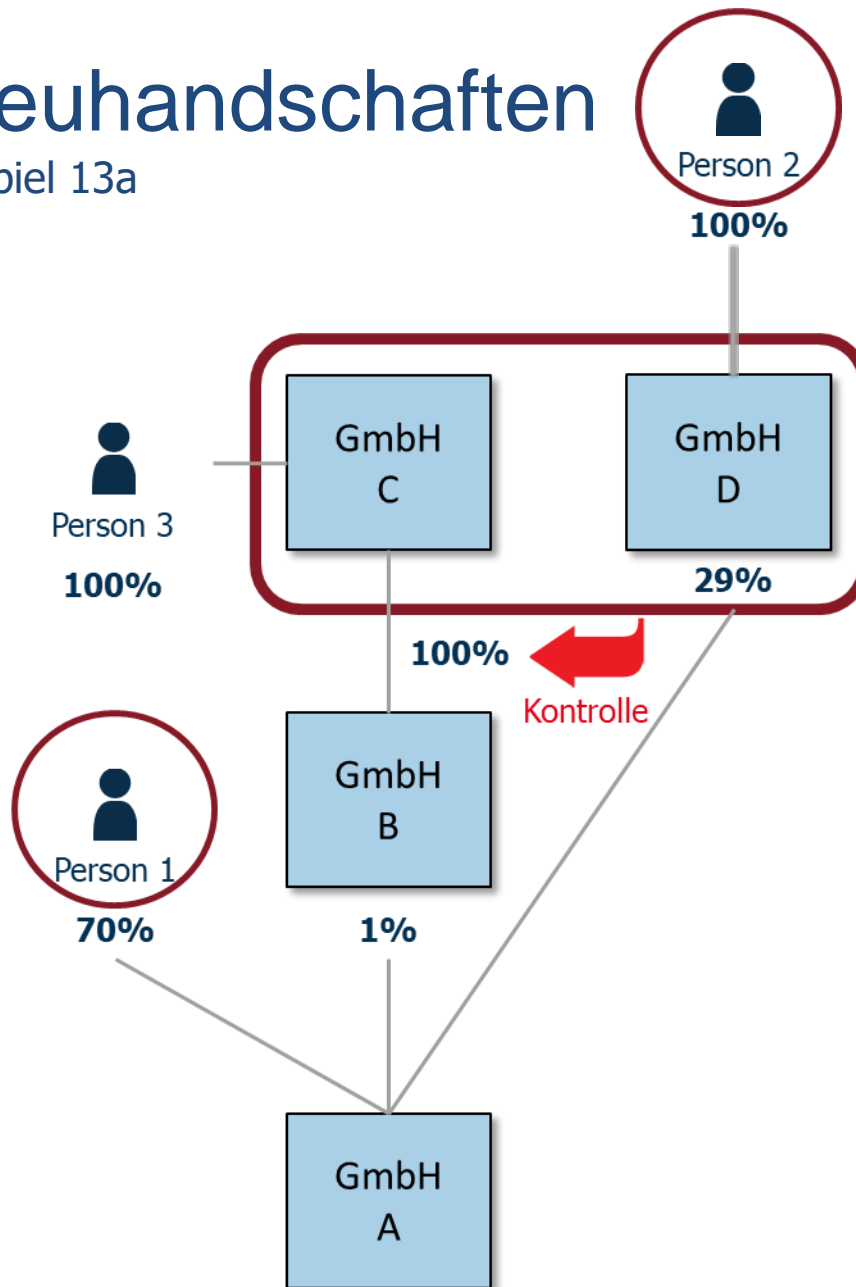 euhandschaften
piel 13a
Person 2
100%
GmbH
C
GmbH
D
Person 3
100%
29%
100%
Kontrolle
GmbH
B
Person 1
70%
1%
GmbH
A